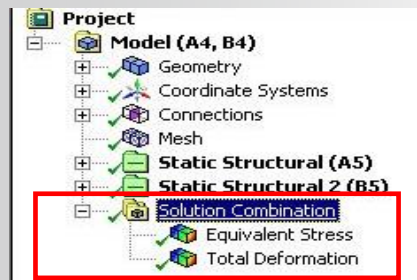 Project
Model (A4, B4)
Geometry
Coordinate Systems
Connections
Mesh
Static Structural (A5)
Static Structural 2 (B5)
Solution Combination
Equivalent Stress
Total Deformation